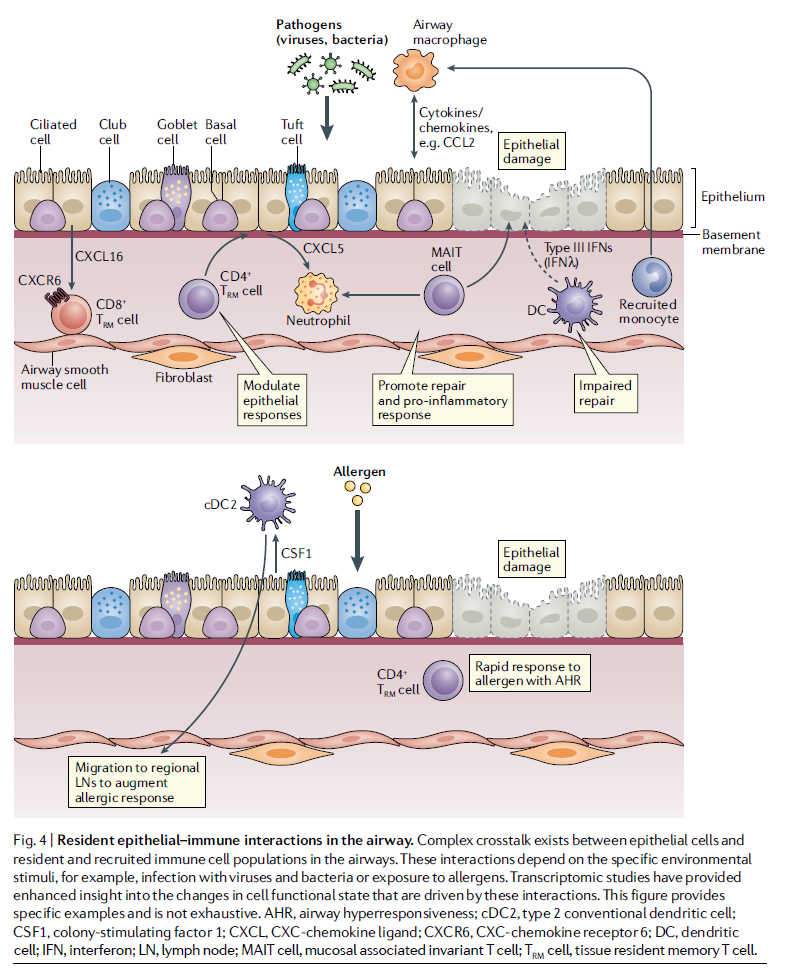 Pathogens
(viruses, bacteria)
Airway
macrophage
Cytokines/
chemokines,
e.g. CCL2
Ciliated
cell
Club
cell
Goblet
cell
Basal
cell
Tuft
cell
Epithelial
damage
Epithelium
Basement
membrane
CXCL16
CXCR6
CD8⁺
T_RM cell
CD4⁺
T_RM cell
CXCL5
Neutrophil
MAIT
cell
Type III IFNs
(IFNλ)
DC
Recruited
monocyte
Airway smooth
muscle cell
Fibroblast
Modulate
epithelial
responses
Promote repair
and pro-inflammatory
response
Impaired
repair
Allergen
cDC2
CSF1
Epithelial
damage
CD4⁺
T_RM cell
Rapid response to
allergen with AHR
Migration to regional
LNs to augment
allergic response
Fig. 4 | Resident epithelial–immune interactions in the airway. Complex crosstalk exists between epithelial cells and
resident and recruited immune cell populations in the airways. These interactions depend on the specific environmental
stimuli, for example, infection with viruses and bacteria or exposure to allergens. Transcriptomic studies have provided
enhanced insight into the changes in cell functional state that are driven by these interactions. This figure provides
specific examples and is not exhaustive. AHR, airway hyperresponsiveness; cDC2, type 2 conventional dendritic cell;
CSF1, colony-stimulating factor 1; CXCL, CXC-chemokine ligand; CXCR6, CXC-chemokine receptor 6; DC, dendritic
cell; IFN, interferon; LN, lymph node; MAIT cell, mucosal associated invariant T cell; T_RM cell, tissue resident memory T cell.